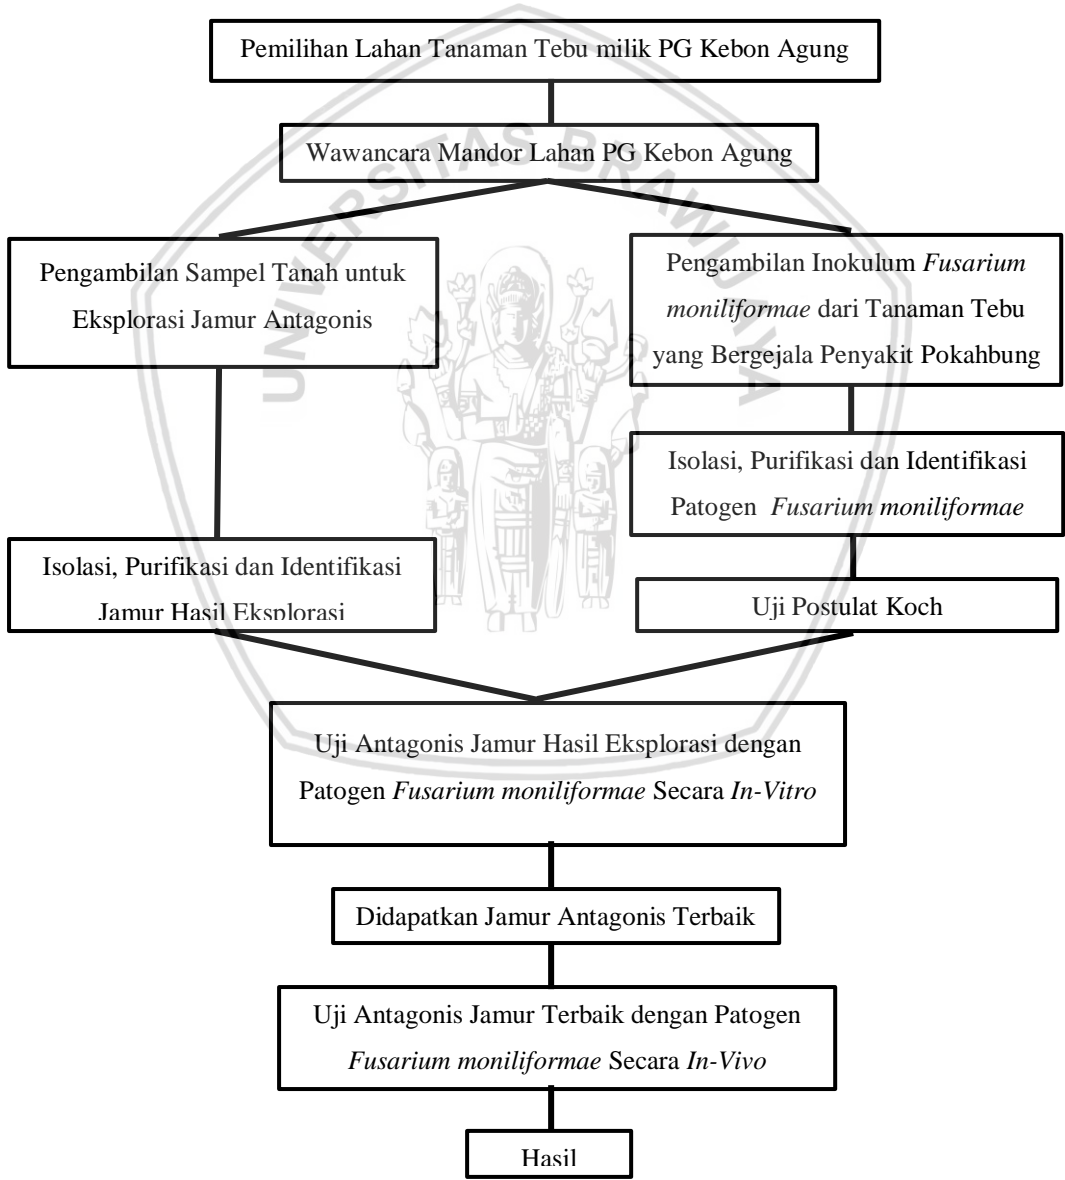 Pemilihan Lahan Tanaman Tebu milik PG Kebon Agung
Wawancara Mandor Lahan PG Kebon Agung
Pengambilan Sampel Tanah untuk
Eksplorasi Jamur Antagonis
Pengambilan Inokulum Fusarium
moniliformae dari Tanaman Tebu
yang Bergejala Penyakit Pokahbung
Isolasi, Purifikasi dan Identifikasi
Patogen Fusarium moniliformae
Isolasi, Purifikasi dan Identifikasi
Jamur Hasil Eksplorasi
Uji Postulat Koch
Uji Antagonis Jamur Hasil Eksplorasi dengan
Patogen Fusarium moniliformae Secara In-Vitro
Didapatkan Jamur Antagonis Terbaik
Uji Antagonis Jamur Terbaik dengan Patogen
Fusarium moniliformae Secara In-Vivo
Hasil
UNIVERSITAS BRAWIJAYA